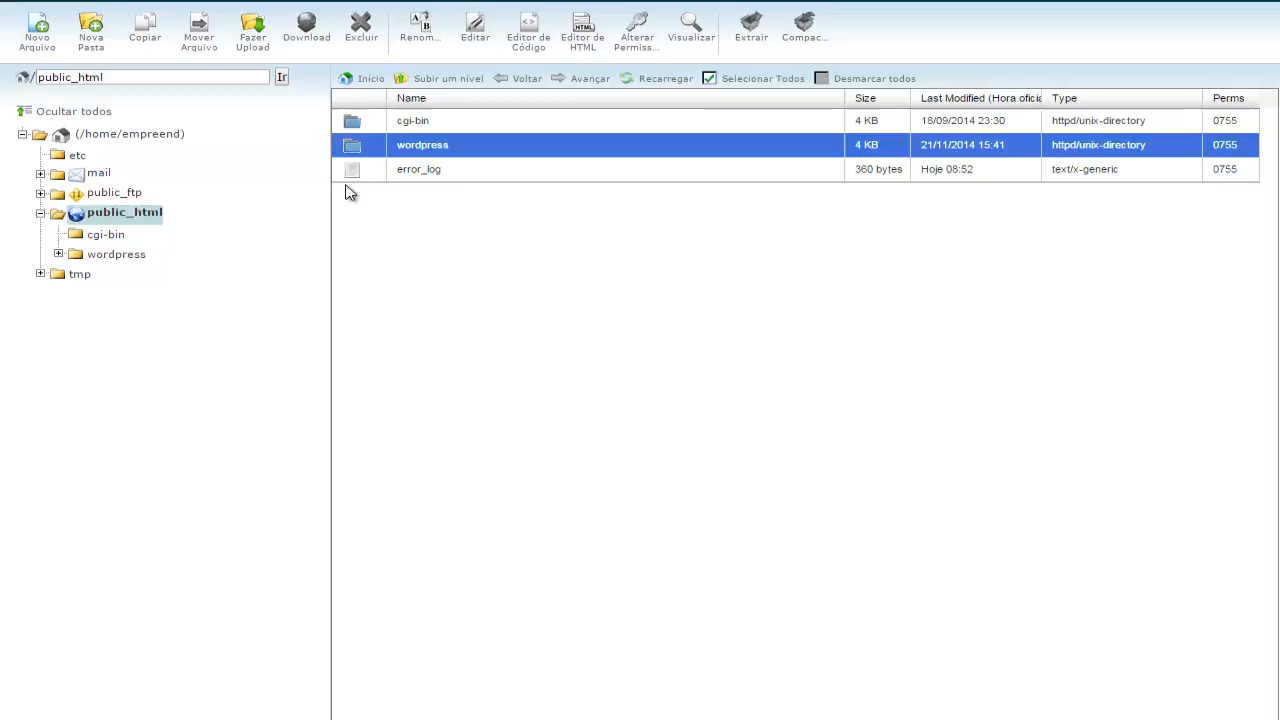 Novo Arquivo
Nova Pasta
Copiar
Mover Arquivo
Fazer Upload
Download
Excluir
Renom...
Editar
Editor de Código
Editor de HTML
Alterar Permiss...
Visualizar
Extrair
Compac...
/ public_html Ir
Início Subir um nível Voltar Avançar Recarregar Selecionar Todos Desmarcar todos
Ocultar todos
(/home/empreend)
etc
mail
public_ftp
public_html
cgi-bin
wordpress
tmp
Name Size Last Modified (Hora oficia Type Perms
cgi-bin 4 KB 18/09/2014 23:30 httpd/unix-directory 0755
wordpress 4 KB 21/11/2014 15:41 httpd/unix-directory 0755
error_log 360 bytes Hoje 08:52 text/x-generic 0755